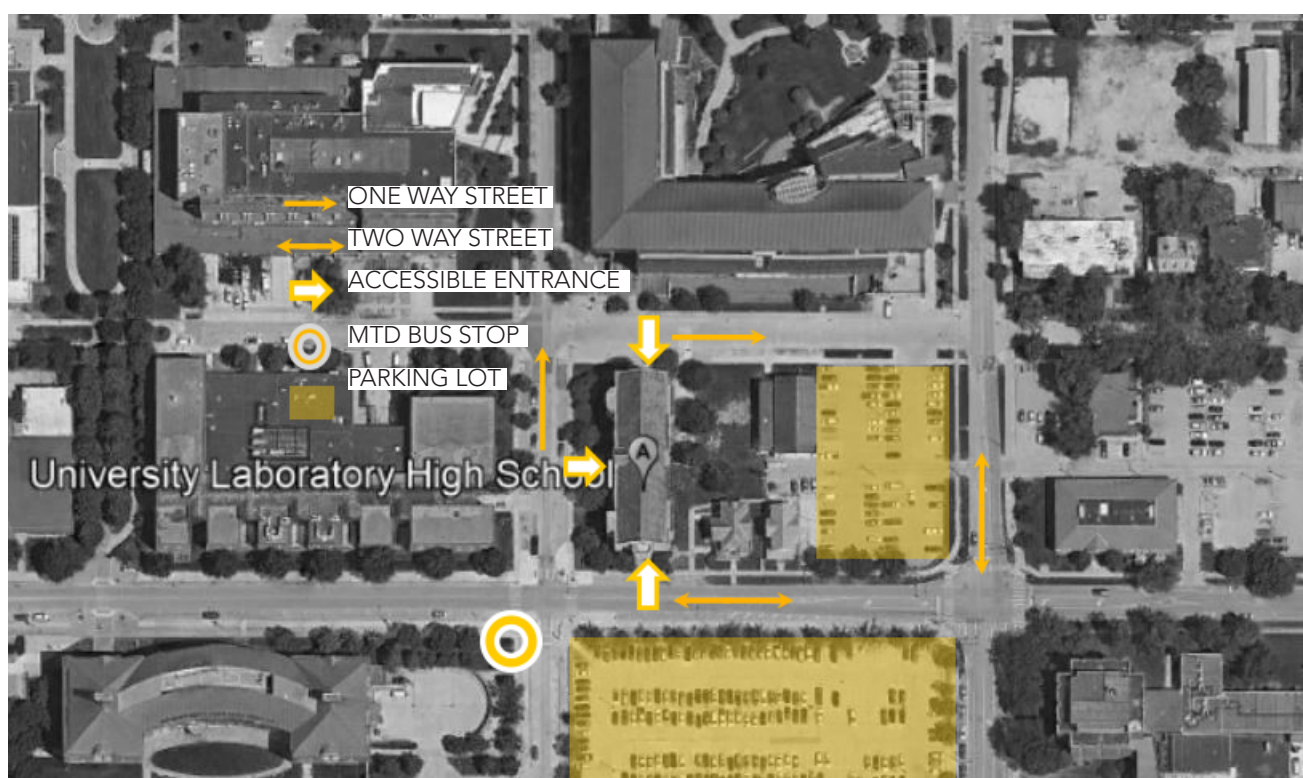 ONE WAY STREET
TWO WAY STREET
ACCESSIBLE ENTRANCE
MTD BUS STOP
PARKING LOT
A
University Laboratory High School